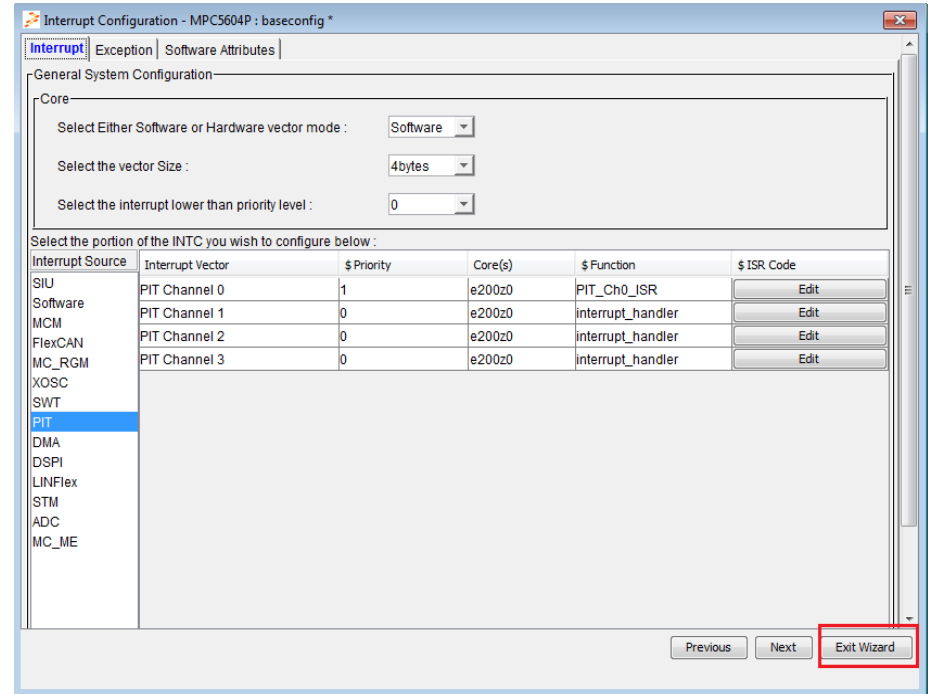 Interrupt Configuration - MPC5604P : baseconfig *
Interrupt Exception Software Attributes
General System Configuration
Core
Select Either Software or Hardware vector mode : Software
Select the vector Size : 4bytes
Select the interrupt lower than priority level : 0
Select the portion of the INTC you wish to configure below :
Interrupt Source Interrupt Vector $ Priority Core(s) $ Function $ ISR Code
SIU
Software
MCM
FlexCAN
MC_RGM
XOSC
SWT
PIT
DMA
DSPI
LINFlex
STM
ADC
MC_ME
PIT Channel 0 1 e200z0 PIT_Ch0_ISR Edit
PIT Channel 1 0 e200z0 interrupt_handler Edit
PIT Channel 2 0 e200z0 interrupt_handler Edit
PIT Channel 3 0 e200z0 interrupt_handler Edit
Previous Next Exit Wizard